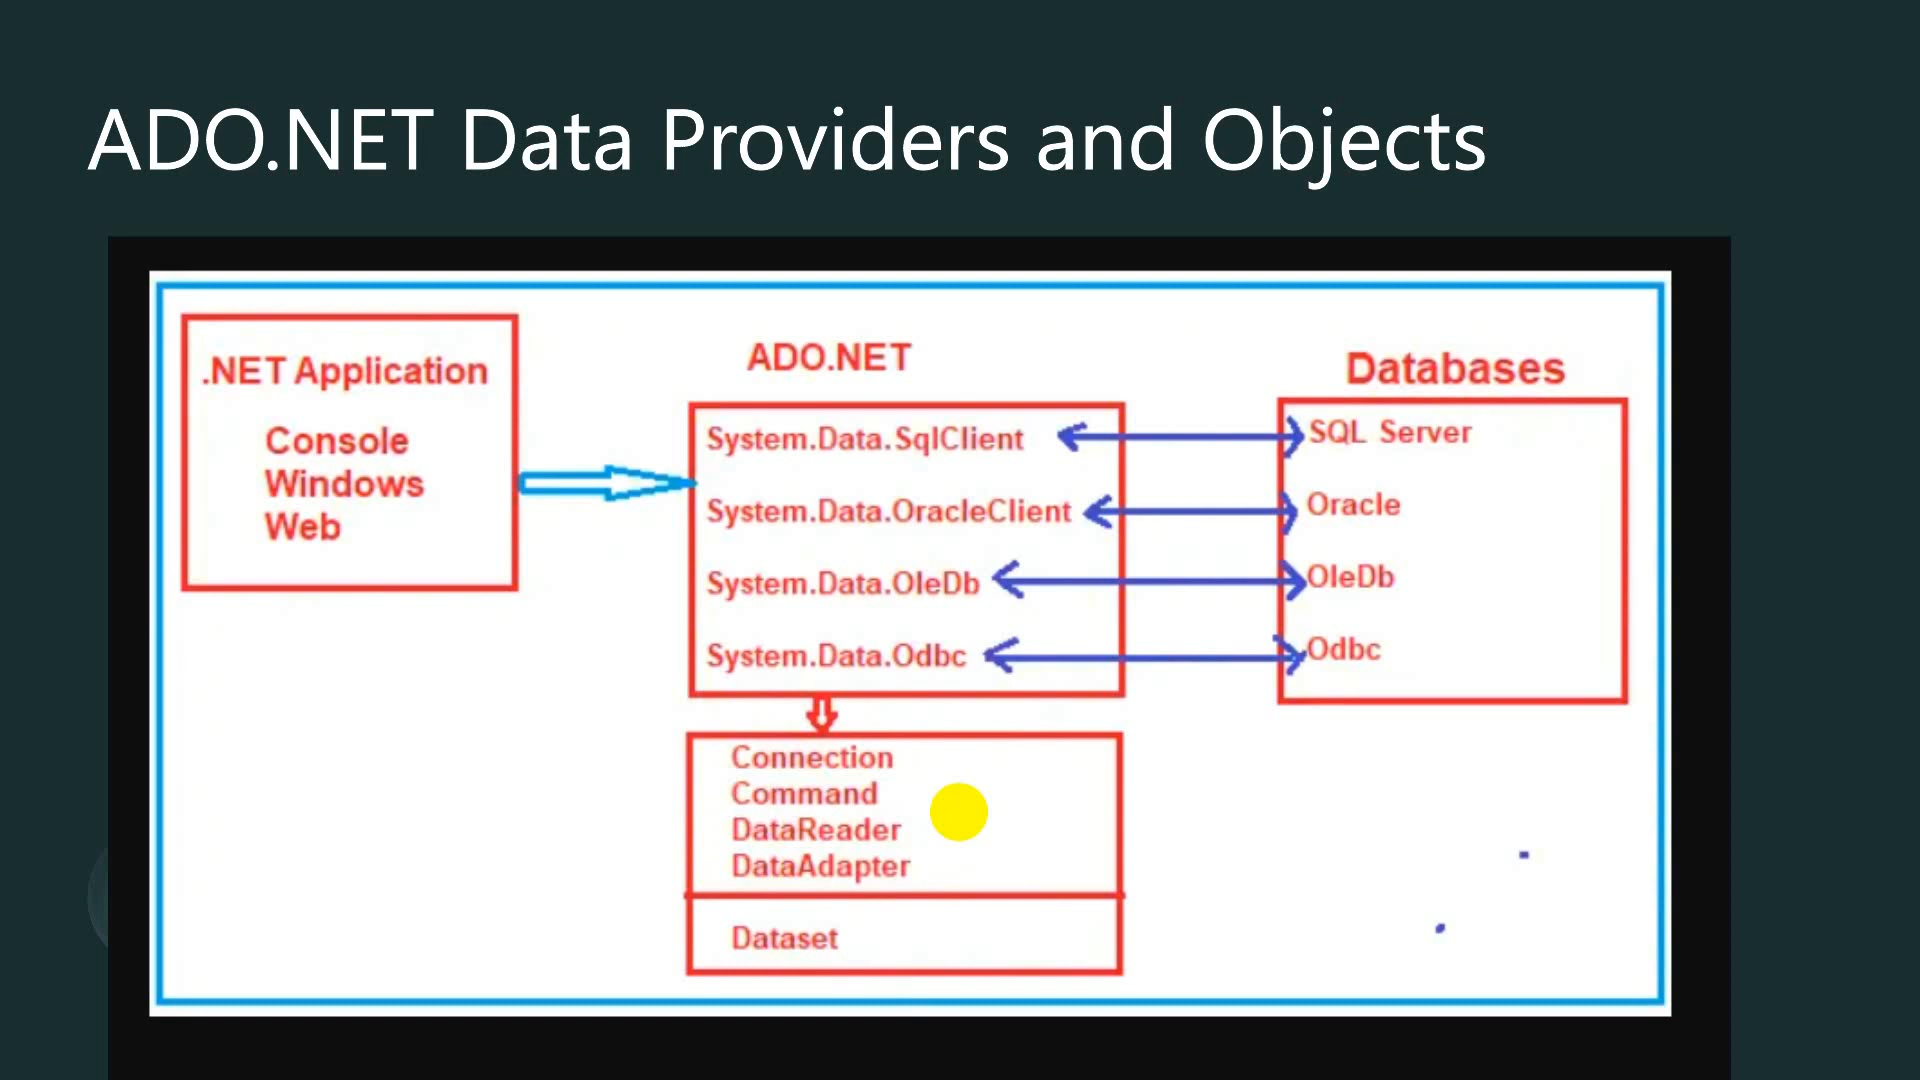 ADO.NET Data Providers and Objects
.NET Application
Console
Windows
Web
ADO.NET
System.Data.SqlClient
System.Data.OracleClient
System.Data.OleDb
System.Data.Odbc
Connection
Command
DataReader
DataAdapter
Dataset
Databases
SQL Server
Oracle
OleDb
Odbc